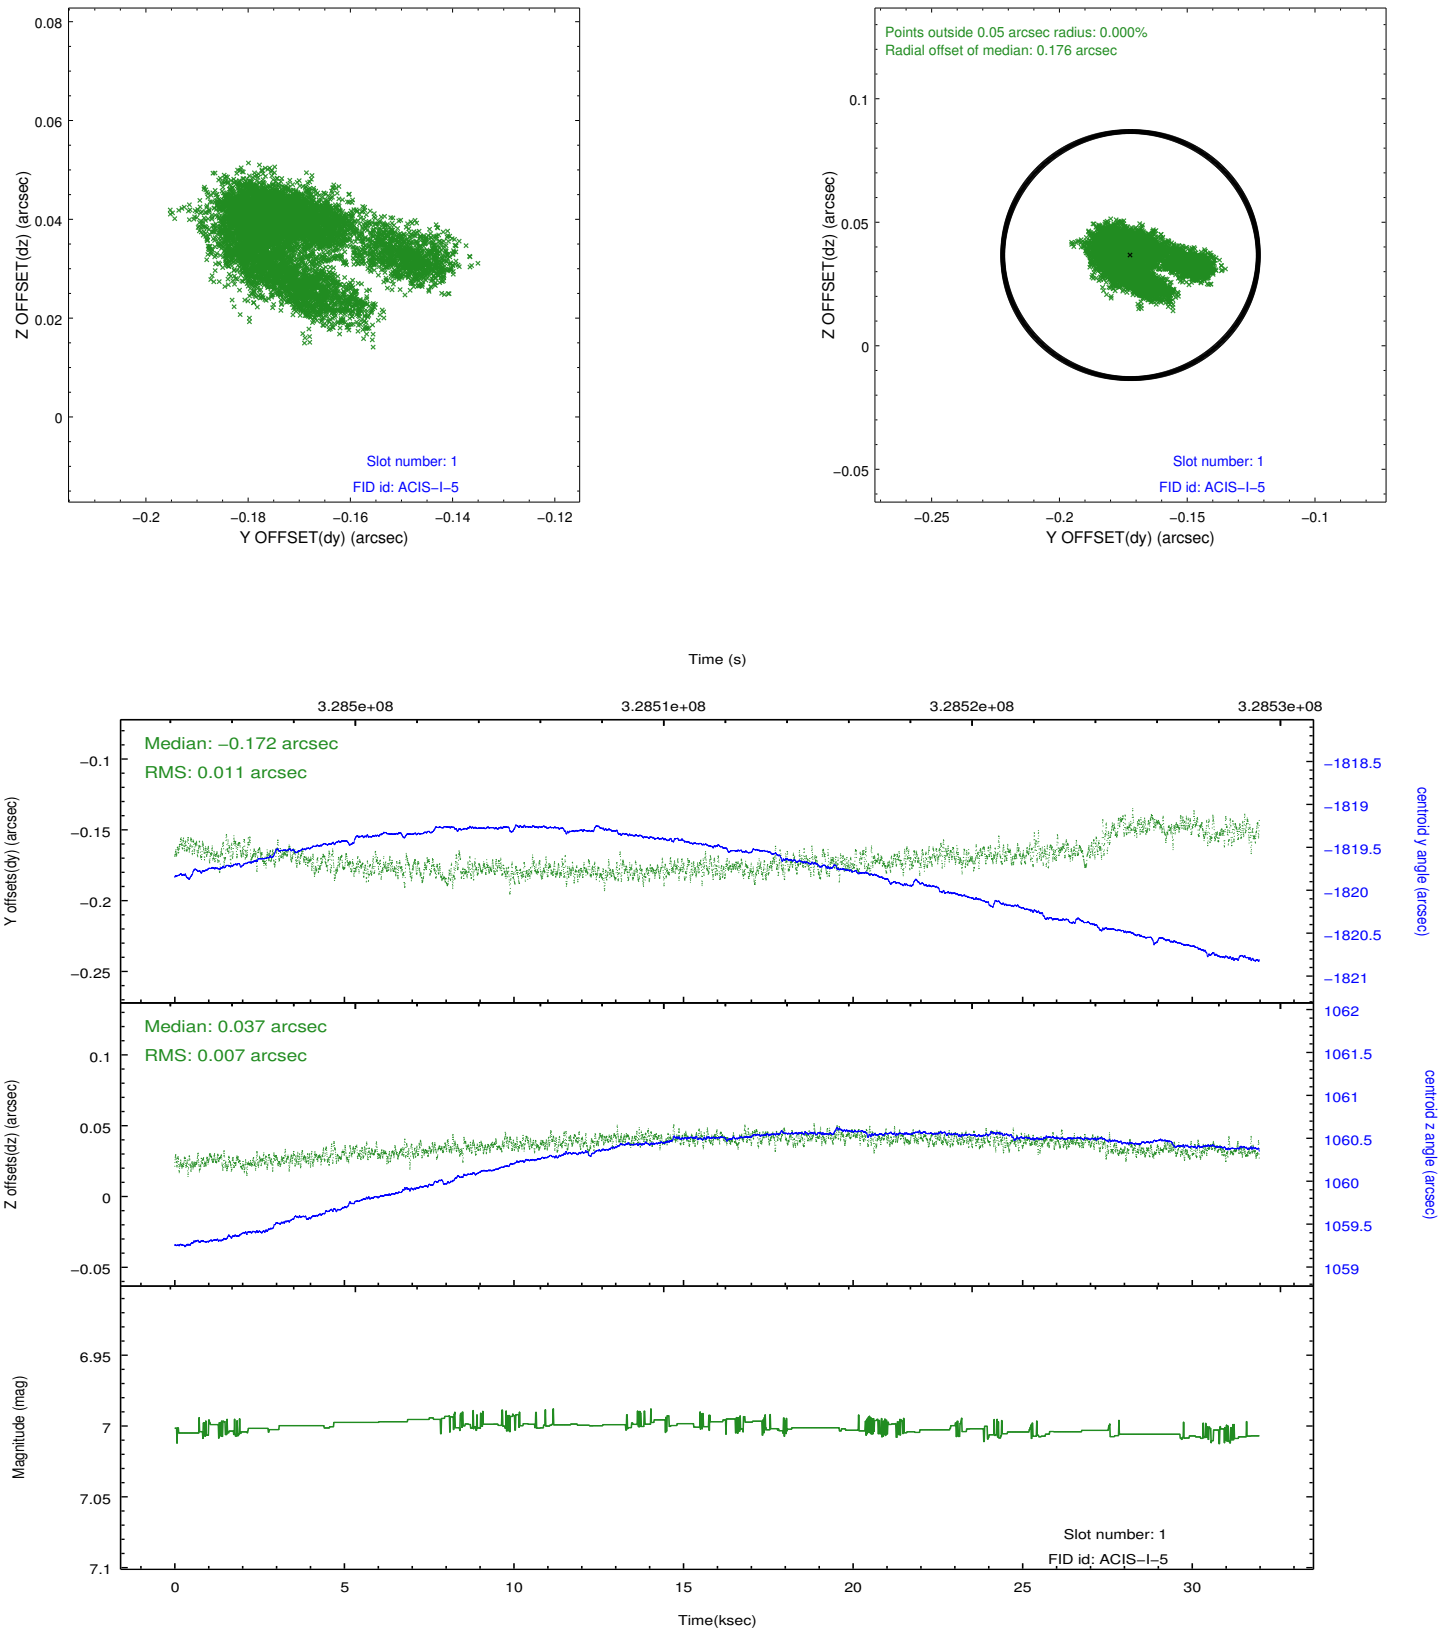 0.08
0.06
0.04
0.02
0
−0.2
−0.18
−0.16
−0.14
−0.12
Z OFFSET(dz) (arcsec)
Y OFFSET(dy) (arcsec)
Slot number: 1
FID id: ACIS−I−5
Points outside 0.05 arcsec radius: 0.000%
Radial offset of median: 0.176 arcsec
0.1
0.05
0
−0.05
−0.25
−0.2
−0.15
−0.1
Z OFFSET(dz) (arcsec)
Y OFFSET(dy) (arcsec)
Slot number: 1
FID id: ACIS−I−5
Time (s)
3.285e+08
3.2851e+08
3.2852e+08
3.2853e+08
Median: −0.172 arcsec
RMS: 0.011 arcsec
−0.1
−0.15
−0.2
−0.25
Y offsets(dy) (arcsec)
−1818.5
−1819
−1819.5
−1820
−1820.5
−1821
centroid y angle (arcsec)
Median: 0.037 arcsec
RMS: 0.007 arcsec
0.1
0.05
0
−0.05
Z offsets(dz) (arcsec)
1062
1061.5
1061
1060.5
1060
1059.5
1059
centroid z angle (arcsec)
6.95
7
7.05
7.1
Magnitude (mag)
Slot number: 1
FID id: ACIS−I−5
0
5
10
15
20
25
30
Time(ksec)